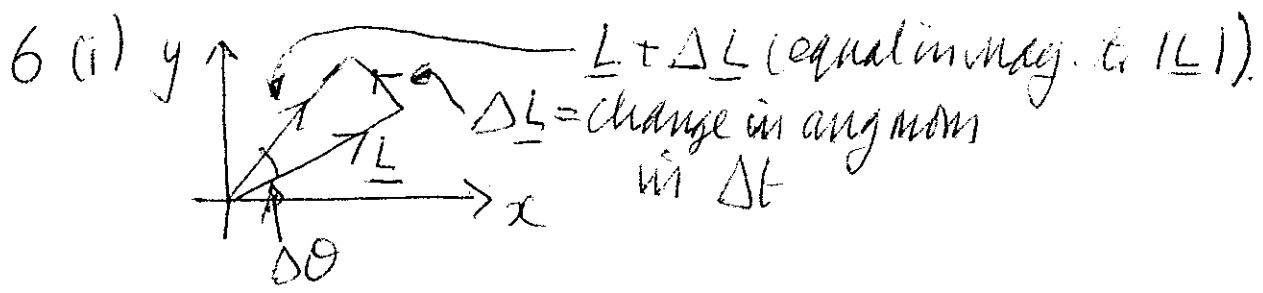 6 (i) y L + ΔL (equal in mag. to |L|).
ΔL = change in ang mom
L in Δt
x
Δθ